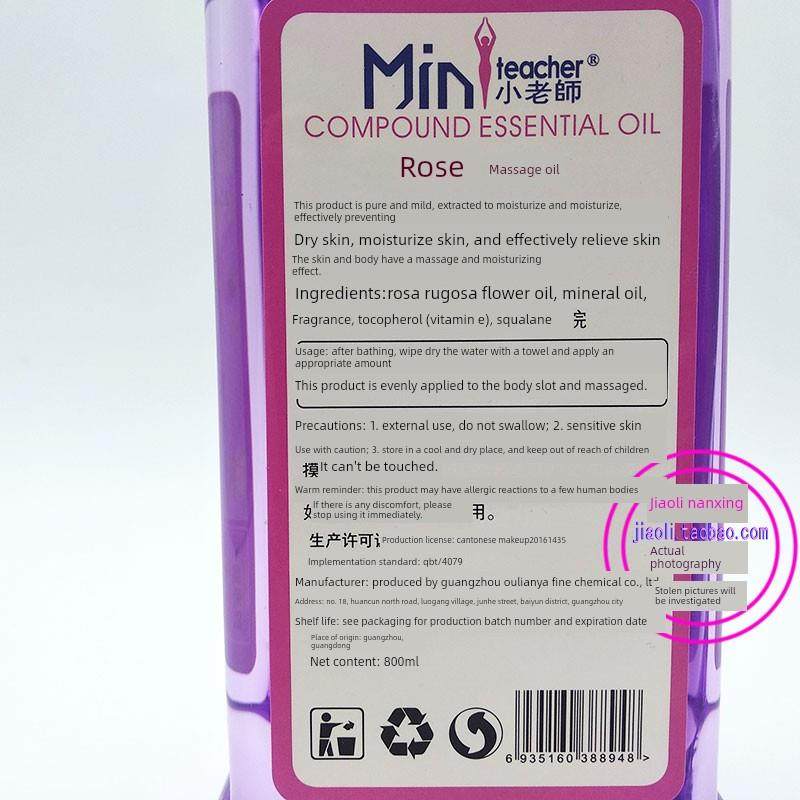 Mini teacher®
小老師
COMPOUND ESSENTIAL OIL
Rose Massage oil
This product is pure and mild, extracted to moisturize and moisturize,
effectively preventing
Dry skin, moisturize skin, and effectively relieve skin
The skin and body have a massage and moisturizing
effect.
Ingredients:rosa rugosa flower oil, mineral oil,
Fragrance, tocopherol (vitamin e), squalane
Usage: after bathing, wipe dry the water with a towel and apply an
appropriate amount
This product is evenly applied to the body slot and massaged.
Precautions: 1. external use, do not swallow; 2. sensitive skin
Use with caution; 3. store in a cool and dry place, and keep out of reach of children
摸It can't be touched.
Warm reminder: this product may have allergic reactions to a few human bodies
If there is any discomfort, please
stop using it immediately. 用。
生产许可 Production license: cantonese makeup20161435
Implementation standard: qbt/4079
Manufacturer: produced by guangzhou oulianya fine chemical co., ltd
Address: no. 18, huancun north road, luogang village, junhe street, baiyun district, guangzhou city
Shelf life: see packaging for production batch number and expiration date
Place of origin: guangzhou,
guangdong
Net content: 800ml
6 935160 388948 >
Jiaoli nanxing
jiaoli.taobao.com
Actual
photography
Stolen pictures will
be investigated